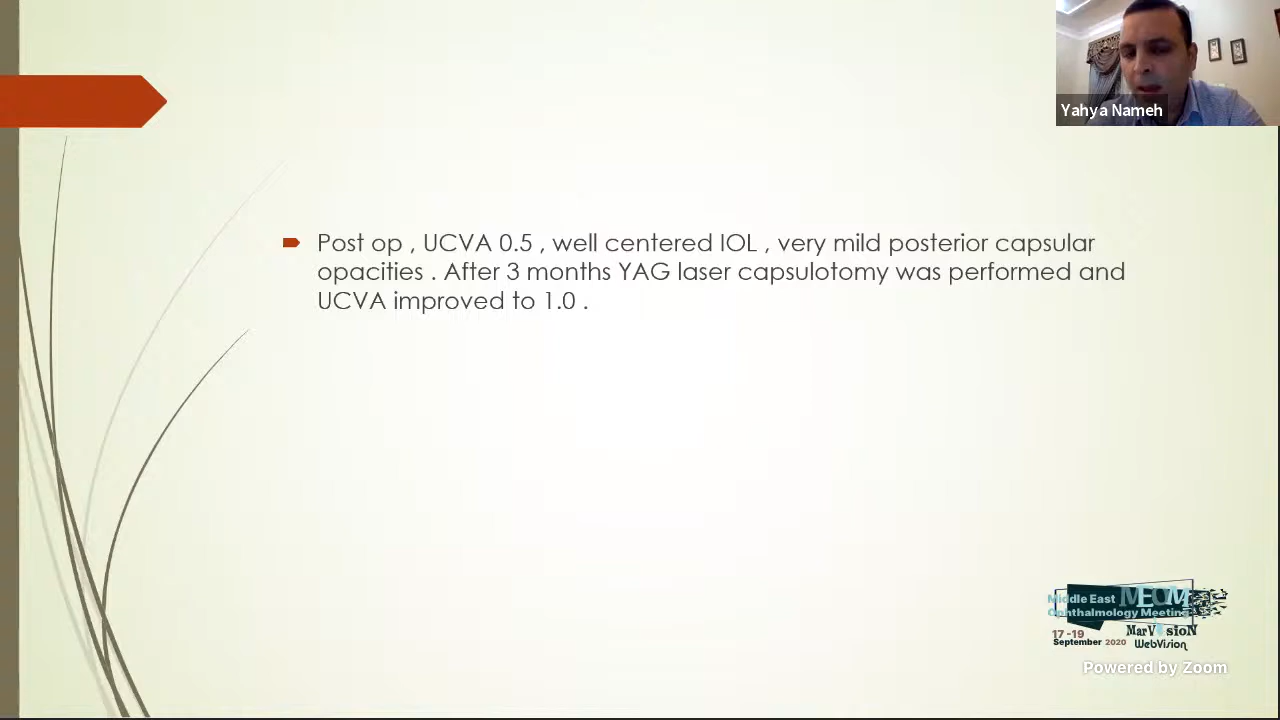 Yahya Nameh
Post op , UCVA 0.5 , well centered IOL , very mild posterior capsular
opacities . After 3 months YAG laser capsulotomy was performed and
UCVA improved to 1.0 .
Middle East MEOM
Ophthalmology Meeting
17 -19
September 2020
MarVisioN
WebVision
Powered by Zoom